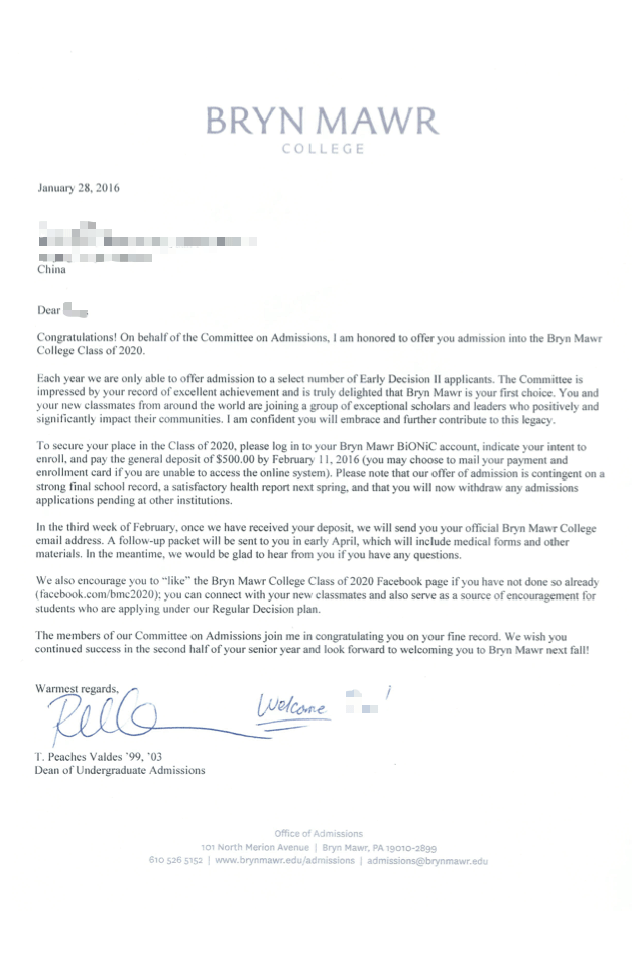 BRYN MAWR
COLLEGE
January 28, 2016
China
Dear
Congratulations! On behalf of the Committee on Admissions, I am honored to offer you admission into the Bryn Mawr
College Class of 2020.
Each year we are only able to offer admission to a select number of Early Decision II applicants. The Committee is
impressed by your record of excellent achievement and is truly delighted that Bryn Mawr is your first choice. You and
your new classmates from around the world are joining a group of exceptional scholars and leaders who positively and
significantly impact their communities. I am confident you will embrace and further contribute to this legacy.
To secure your place in the Class of 2020, please log in to your Bryn Mawr BiONiC account, indicate your intent to
enroll, and pay the general deposit of $500.00 by February 11, 2016 (you may choose to mail your payment and
enrollment card if you are unable to access the online system). Please note that our offer of admission is contingent on a
strong final school record, a satisfactory health report next spring, and that you will now withdraw any admissions
applications pending at other institutions.
In the third week of February, once we have received your deposit, we will send you your official Bryn Mawr College
email address. A follow-up packet will be sent to you in early April, which will include medical forms and other
materials. In the meantime, we would be glad to hear from you if you have any questions.
We also encourage you to “like” the Bryn Mawr College Class of 2020 Facebook page if you have not done so already
(facebook.com/bmc2020); you can connect with your new classmates and also serve as a source of encouragement for
students who are applying under our Regular Decision plan.
The members of our Committee on Admissions join me in congratulating you on your fine record. We wish you
continued success in the second half of your senior year and look forward to welcoming you to Bryn Mawr next fall!
Warmest regards,
Welcome !
T. Peaches Valdes ’99, ’03
Dean of Undergraduate Admissions
Office of Admissions
101 North Merion Avenue | Bryn Mawr, PA 19010-2899
610 526 5152 | www.brynmawr.edu/admissions | admissions@brynmawr.edu